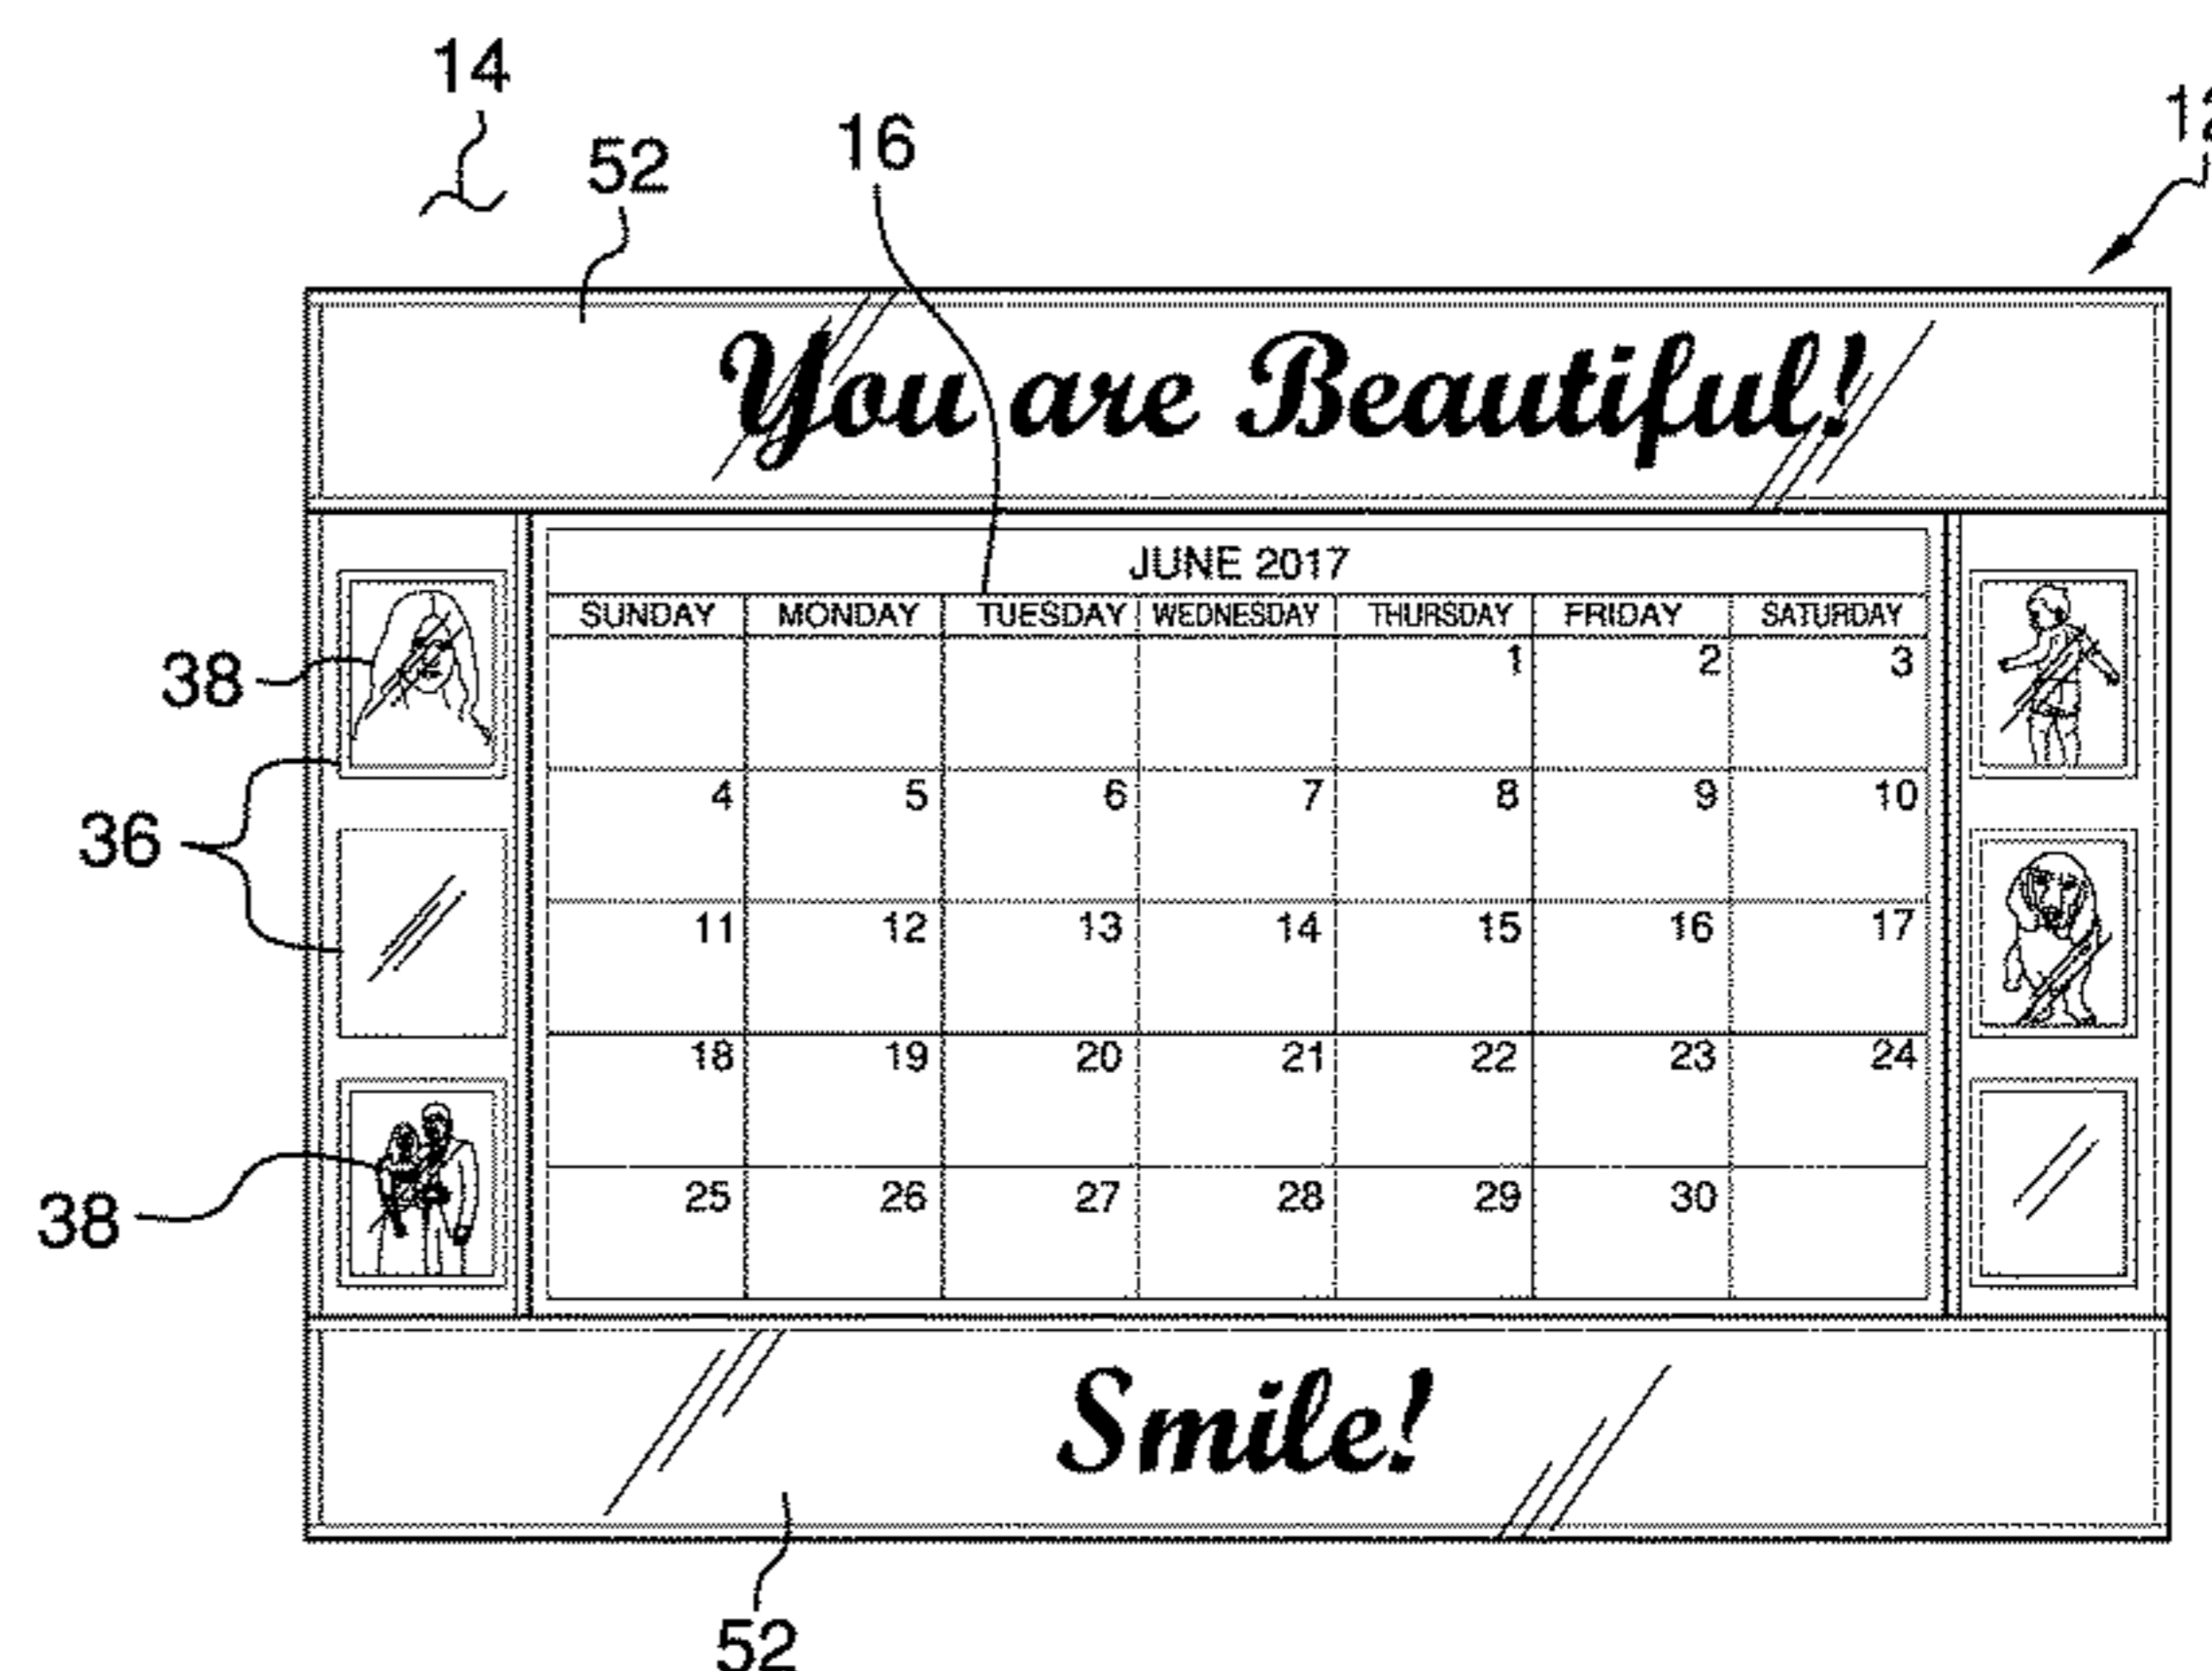 14
52
16
12
You are Beautiful!
JUNE 2017
SUNDAY MONDAY TUESDAY WEDNESDAY THURSDAY FRIDAY SATURDAY
1 2 3
38
4 5 6 7 8 9 10
36
11 12 13 14 15 16 17
18 19 20 21 22 23 24
25 26 27 28 29 30
38
Smile!
52